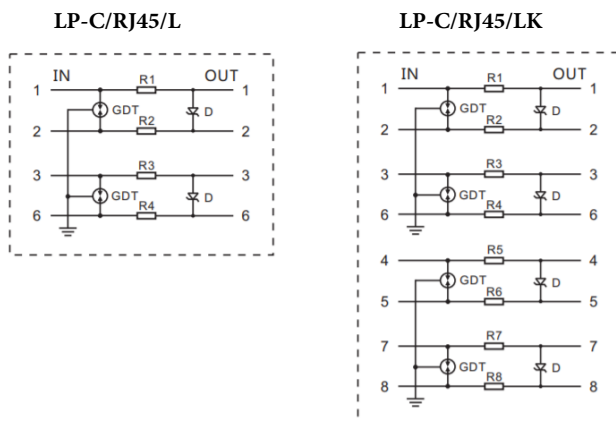 LP-C/RJ45/L
LP-C/RJ45/LK
IN R1 OUT
1 1
GDT D
2 R2 2
3 R3 3
GDT D
6 R4 6
IN R1 OUT
1 1
GDT D
2 R2 2
3 R3 3
GDT D
6 R4 6
4 R5 4
GDT D
5 R6 5
7 R7 7
GDT D
8 R8 8